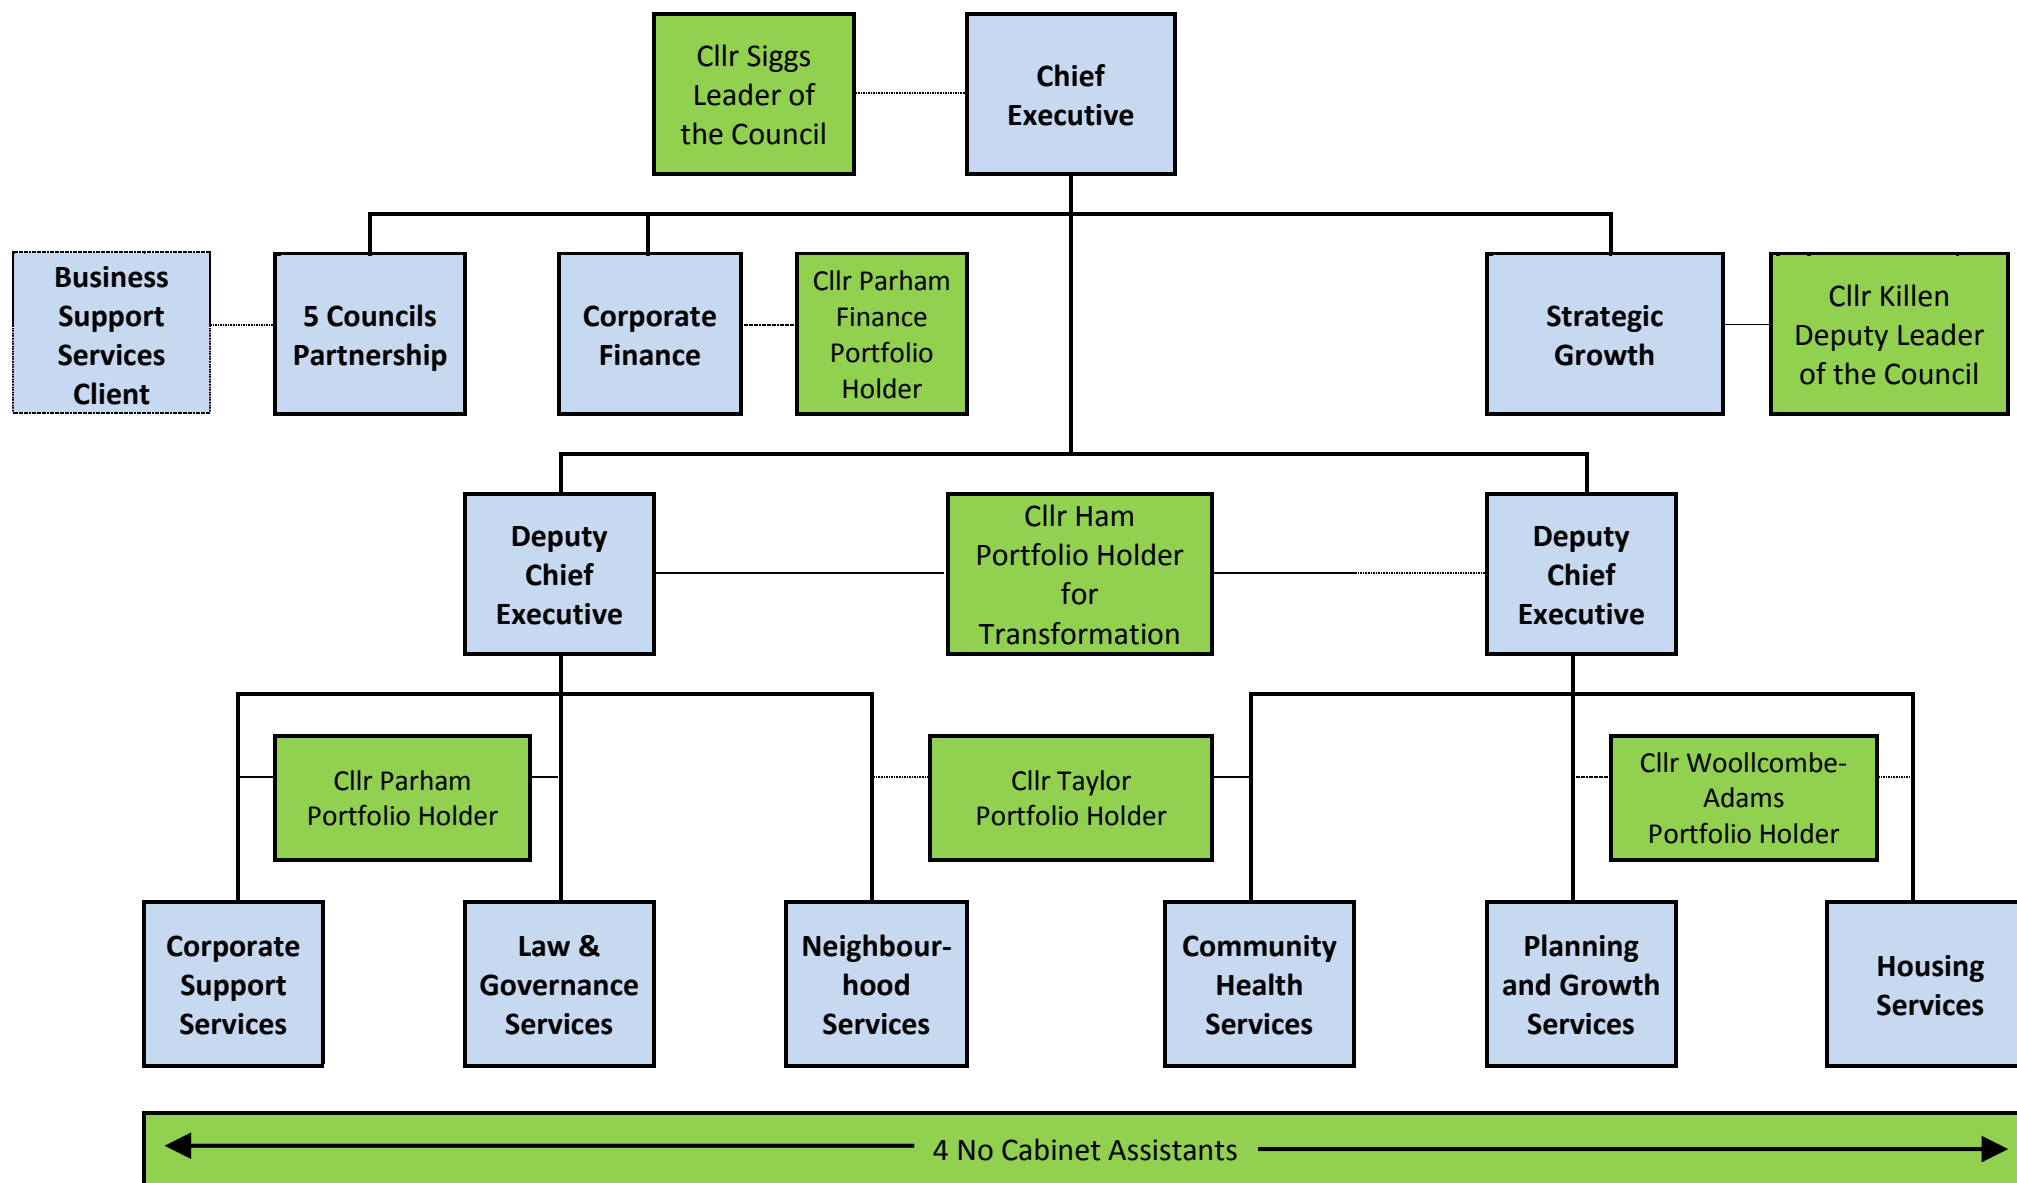 Cllr Siggs
Leader of
the Council
Chief
Executive
Business
Support
Services
Client
5 Councils
Partnership
Corporate
Finance
Cllr Parham
Finance
Portfolio
Holder
Strategic
Growth
Cllr Killen
Deputy Leader
of the Council
Deputy
Chief
Executive
Cllr Ham
Portfolio Holder
for
Transformation
Deputy
Chief
Executive
Cllr Parham
Portfolio Holder
Cllr Taylor
Portfolio Holder
Cllr Woollcombe-
Adams
Portfolio Holder
Corporate
Support
Services
Law &
Governance
Services
Neighbour-
hood
Services
Community
Health
Services
Planning
and Growth
Services
Housing
Services
4 No Cabinet Assistants